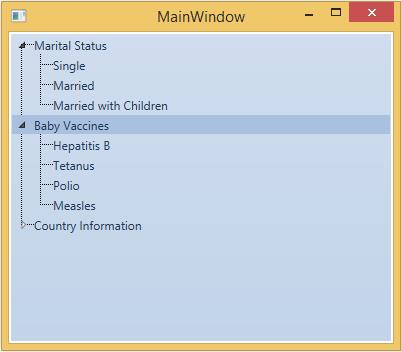 MainWindow
Marital Status
Single
Married
Married with Children
Baby Vaccines
Hepatitis B
Tetanus
Polio
Measles
Country Information